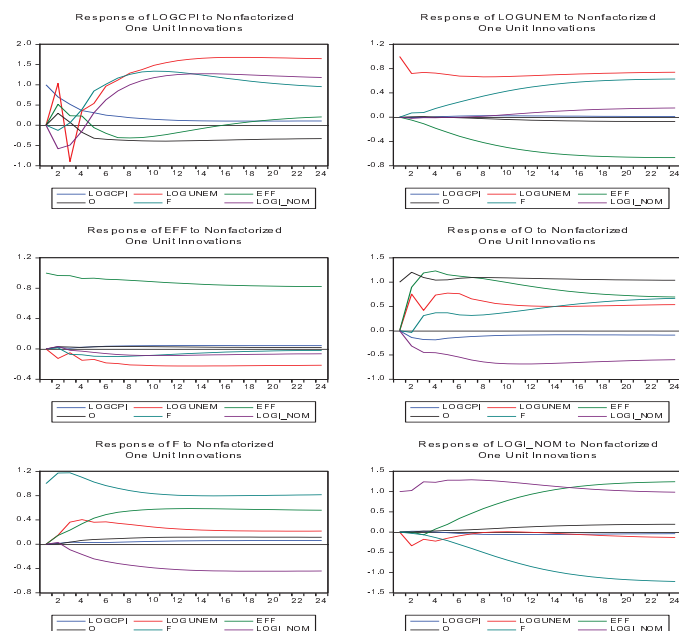 Response of LOGCPI to Nonfactorized
One Unit Innovations
2.0
1.5
1.0
0.5
0.0
-0.5
-1.0
2 4 6 8 10 12 14 16 18 20 22 24
LOGCPI LOGUNEM EFF
O F LOGI_NOM
Response of LOGUNEM to Nonfactorized
One Unit Innovations
1.2
0.8
0.4
0.0
-0.4
-0.8
2 4 6 8 10 12 14 16 18 20 22 24
LOGCPI LOGUNEM EFF
O F LOGI_NOM
Response of EFF to Nonfactorized
One Unit Innovations
1.2
0.8
0.4
0.0
-0.4
2 4 6 8 10 12 14 16 18 20 22 24
LOGCPI LOGUNEM EFF
O F LOGI_NOM
Response of O to Nonfactorized
One Unit Innovations
1.5
1.0
0.5
0.0
-0.5
-1.0
2 4 6 8 10 12 14 16 18 20 22 24
LOGCPI LOGUNEM EFF
O F LOGI_NOM
Response of F to Nonfactorized
One Unit Innovations
1.2
0.8
0.4
0.0
-0.4
-0.8
2 4 6 8 10 12 14 16 18 20 22 24
LOGCPI LOGUNEM EFF
O F LOGI_NOM
Response of LOGI_NOM to Nonfactorized
One Unit Innovations
1.5
1.0
0.5
0.0
-0.5
-1.0
-1.5
2 4 6 8 10 12 14 16 18 20 22 24
LOGCPI LOGUNEM EFF
O F LOGI_NOM